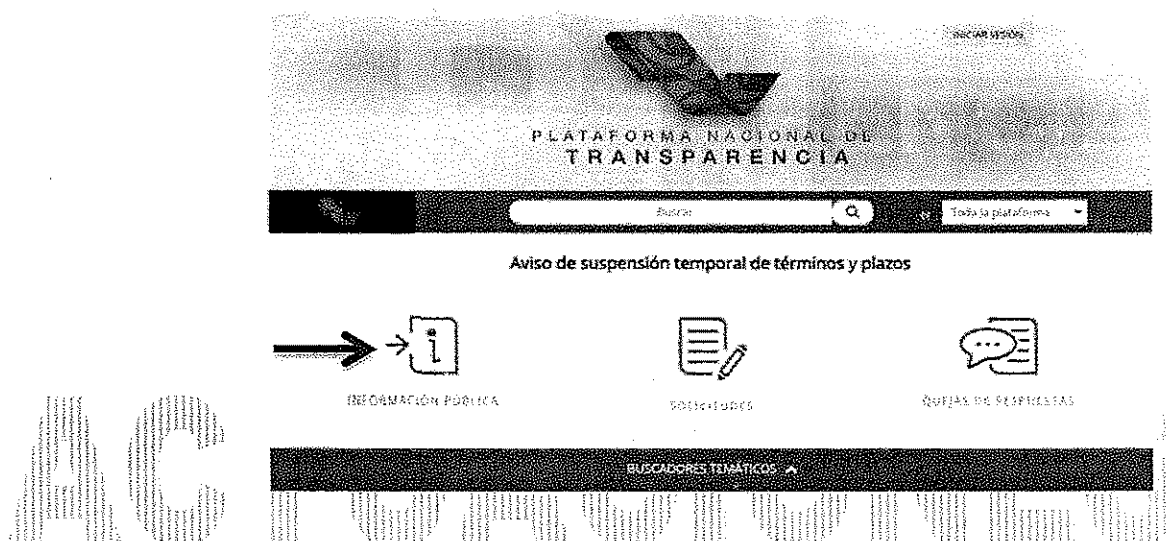 INICIAR SESIÓN
PLATAFORMA NACIONAL DE
TRANSPARENCIA
Buscar
Toda la plataforma
Aviso de suspensión temporal de términos y plazos
INFORMACIÓN PÚBLICA
SOLICITUDES
QUEJAS DE RESPUESTAS
BUSCADORES TEMÁTICOS
AC